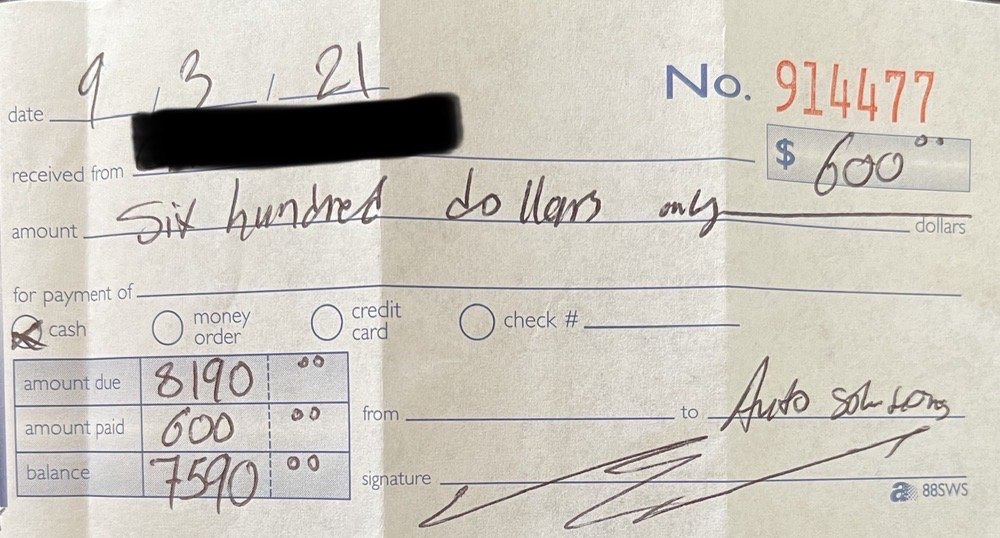 date 9 / 3 / 21
No. 914477
received from
$ 600 00
amount six hundred dollars only dollars
for payment of
cash money order credit card check #
amount due 8190 00
amount paid 600 00
from to Auto solutions
balance 7590 00
signature
a 88SWS